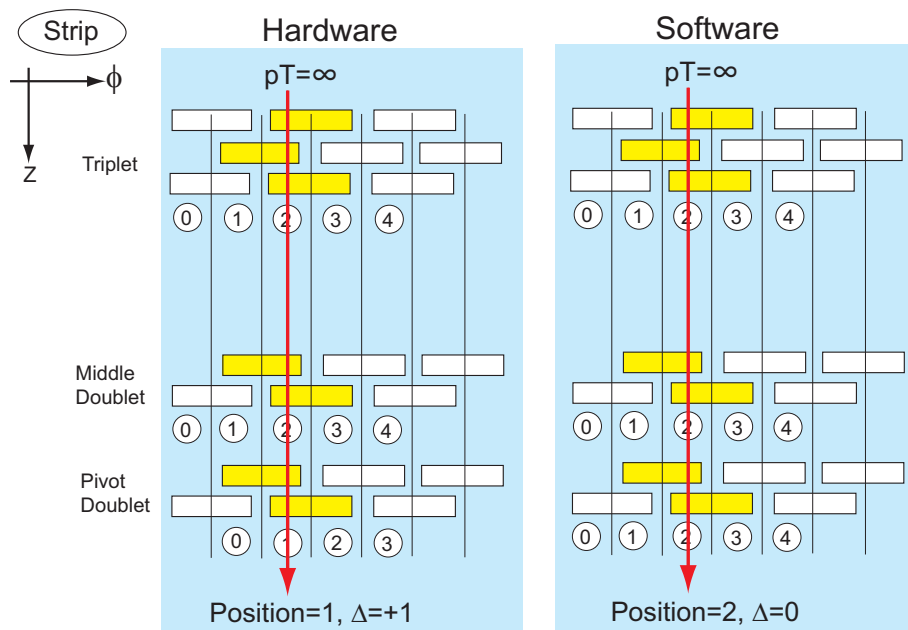 Strip
Hardware
Software
ϕ
Z
pT=∞
pT=∞
Triplet
0 1 2 3 4
0 1 2 3 4
Middle
Doublet
0 1 2 3 4
0 1 2 3 4
Pivot
Doublet
0 1 2 3
0 1 2 3 4
Position=1, Δ=+1
Position=2, Δ=0